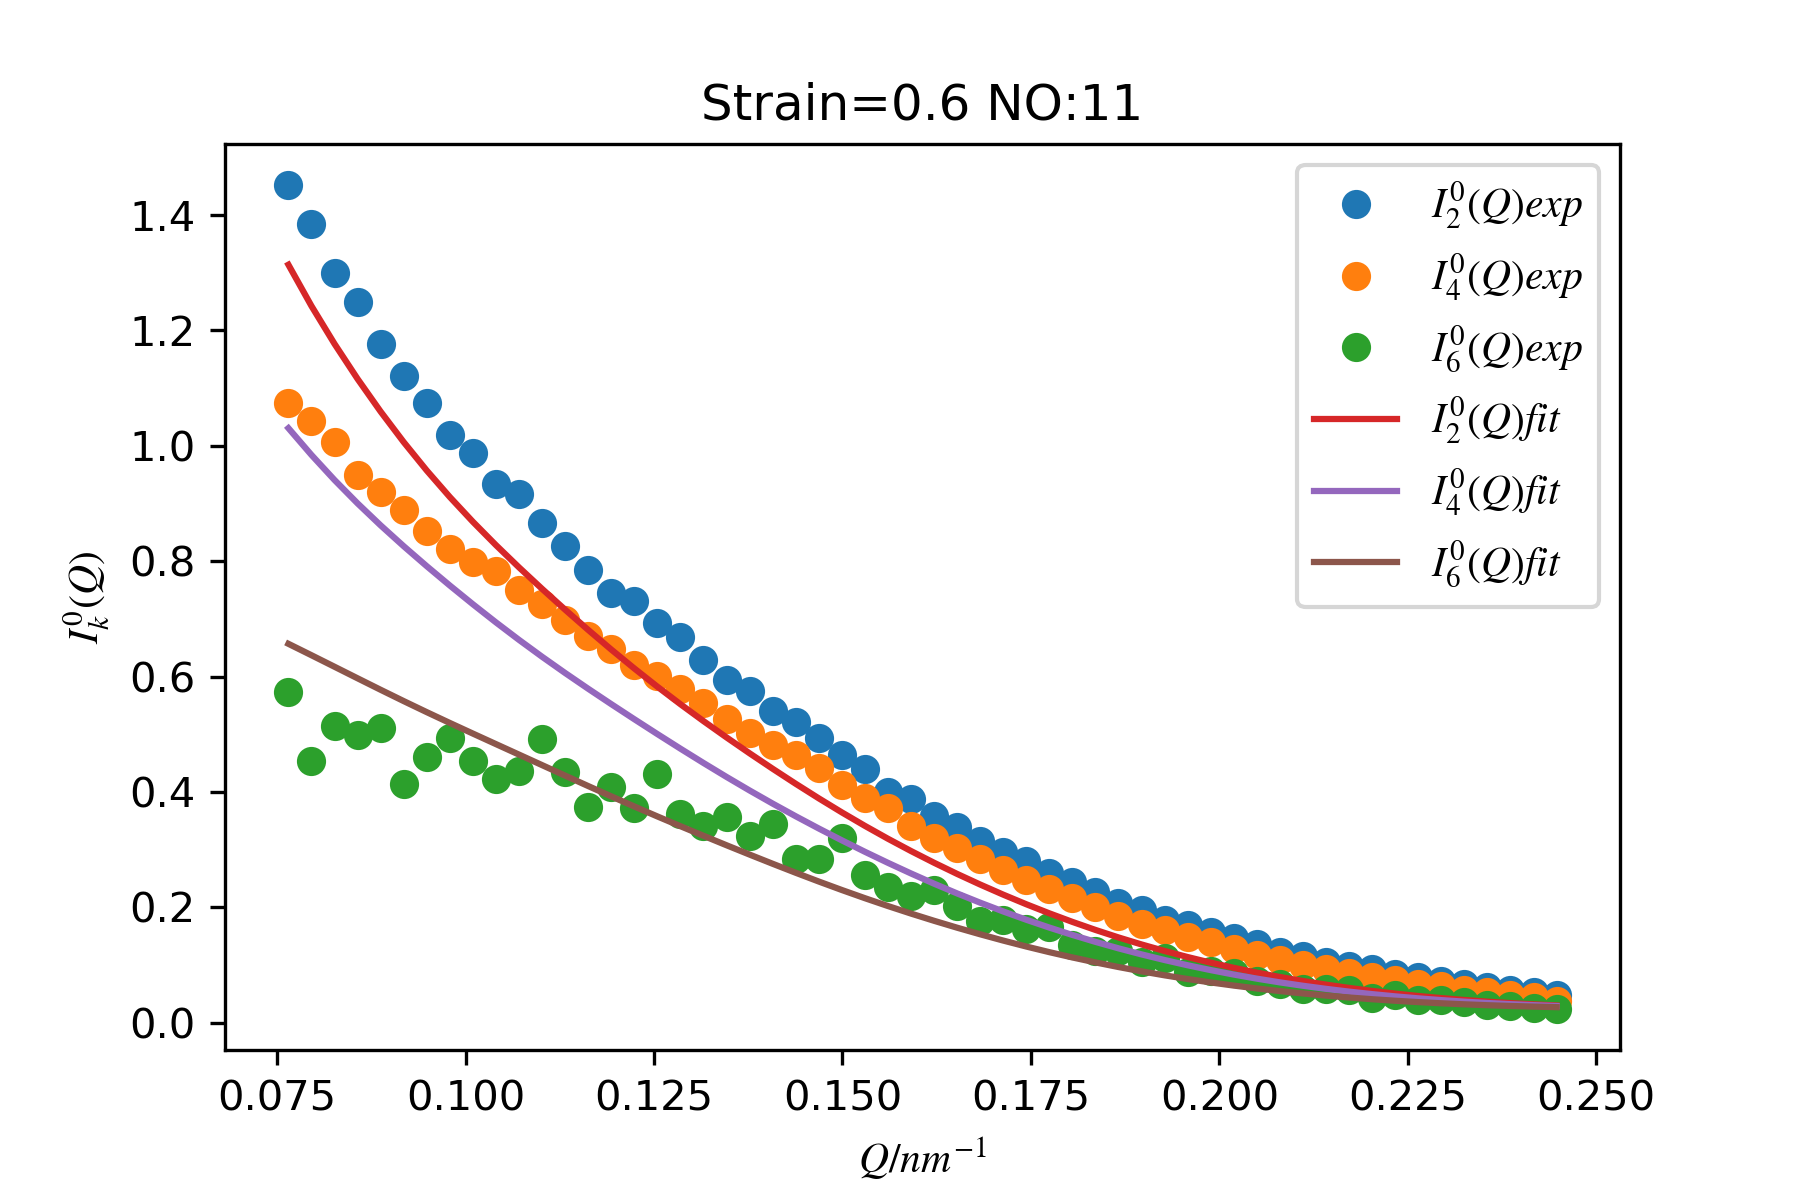 Strain=0.6 NO:11
1.4
1.2
1.0
0.8
0.6
0.4
0.2
0.0
0.075 0.100 0.125 0.150 0.175 0.200 0.225 0.250
I_k^0(Q)
Q/nm^{-1}
I_2^0(Q)exp
I_4^0(Q)exp
I_6^0(Q)exp
I_2^0(Q)fit
I_4^0(Q)fit
I_6^0(Q)fit